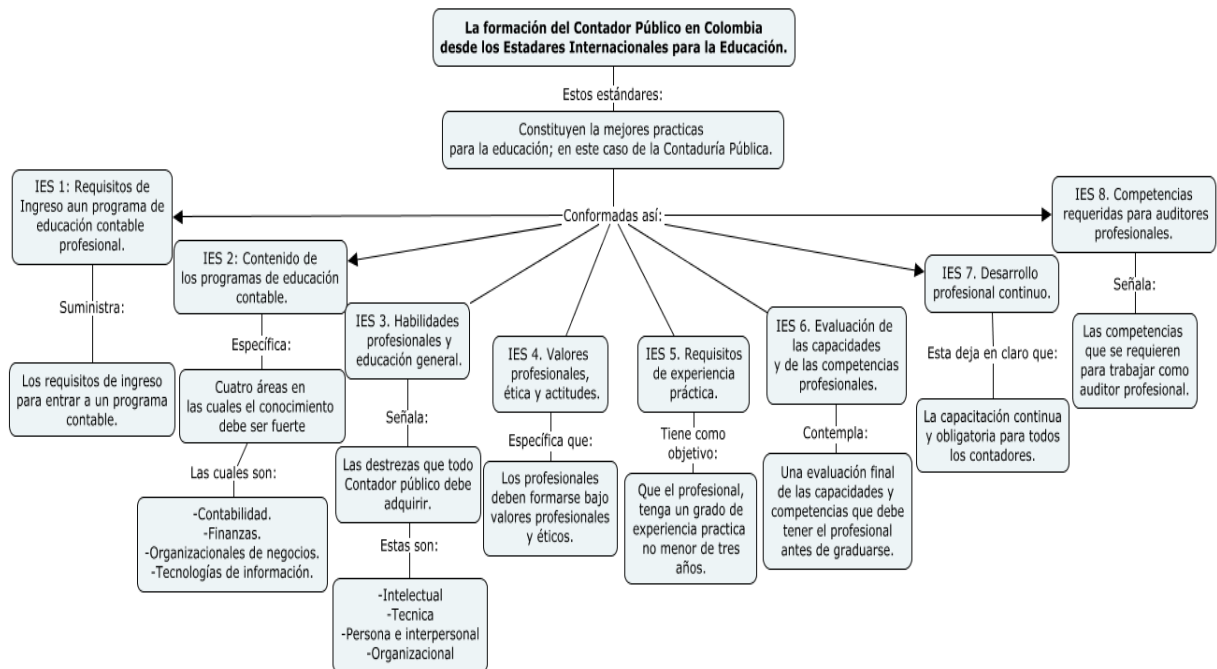 La formación del Contador Público en Colombia
desde los Estadares Internacionales para la Educación.
Estos estándares:
Constituyen la mejores practicas
para la educación; en este caso de la Contaduría Pública.
Conformadas así:
IES 1: Requisitos de
Ingreso aun programa de
educación contable
profesional.
Suministra:
Los requisitos de ingreso
para entrar a un programa
contable.
IES 2: Contenido de
los programas de educación
contable.
Específica:
Cuatro áreas en
las cuales el conocimiento
debe ser fuerte
Las cuales son:
-Contabilidad.
-Finanzas.
-Organizacionales de negocios.
-Tecnologías de información.
IES 3. Habilidades
profesionales y
educación general.
Señala:
Las destrezas que todo
Contador público debe
adquirir.
Estas son:
-Intelectual
-Tecnica
-Persona e interpersonal
-Organizacional
IES 4. Valores
profesionales,
ética y actitudes.
Específica que:
Los profesionales
deben formarse bajo
valores profesionales
y éticos.
IES 5. Requisitos
de experiencia
práctica.
Tiene como
objetivo:
Que el profesional,
tenga un grado de
experiencia practica
no menor de tres
años.
IES 6. Evaluación de
las capacidades
y de las competencias
profesionales.
Contempla:
Una evaluación final
de las capacidades y
competencias que debe
tener el profesional
antes de graduarse.
IES 7. Desarrollo
profesional continuo.
Esta deja en claro que:
La capacitación continua
y obligatoria para todos
los contadores.
IES 8. Competencias
requeridas para auditores
profesionales.
Señala:
Las competencias
que se requieren
para trabajar como
auditor profesional.